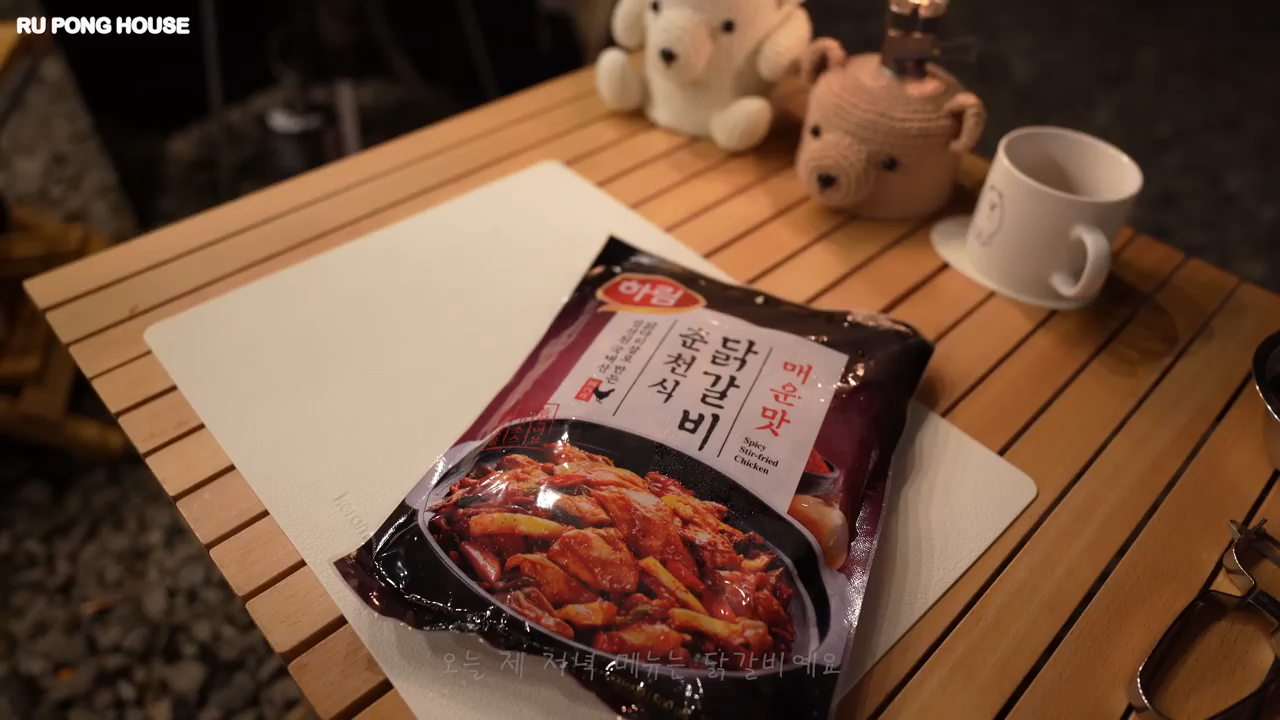 RU PONG HOUSE
하림
매운맛
닭갈비
춘천식
Spicy
Stir-fried
Chicken
오늘 제 저녁 메뉴는 닭갈비예요